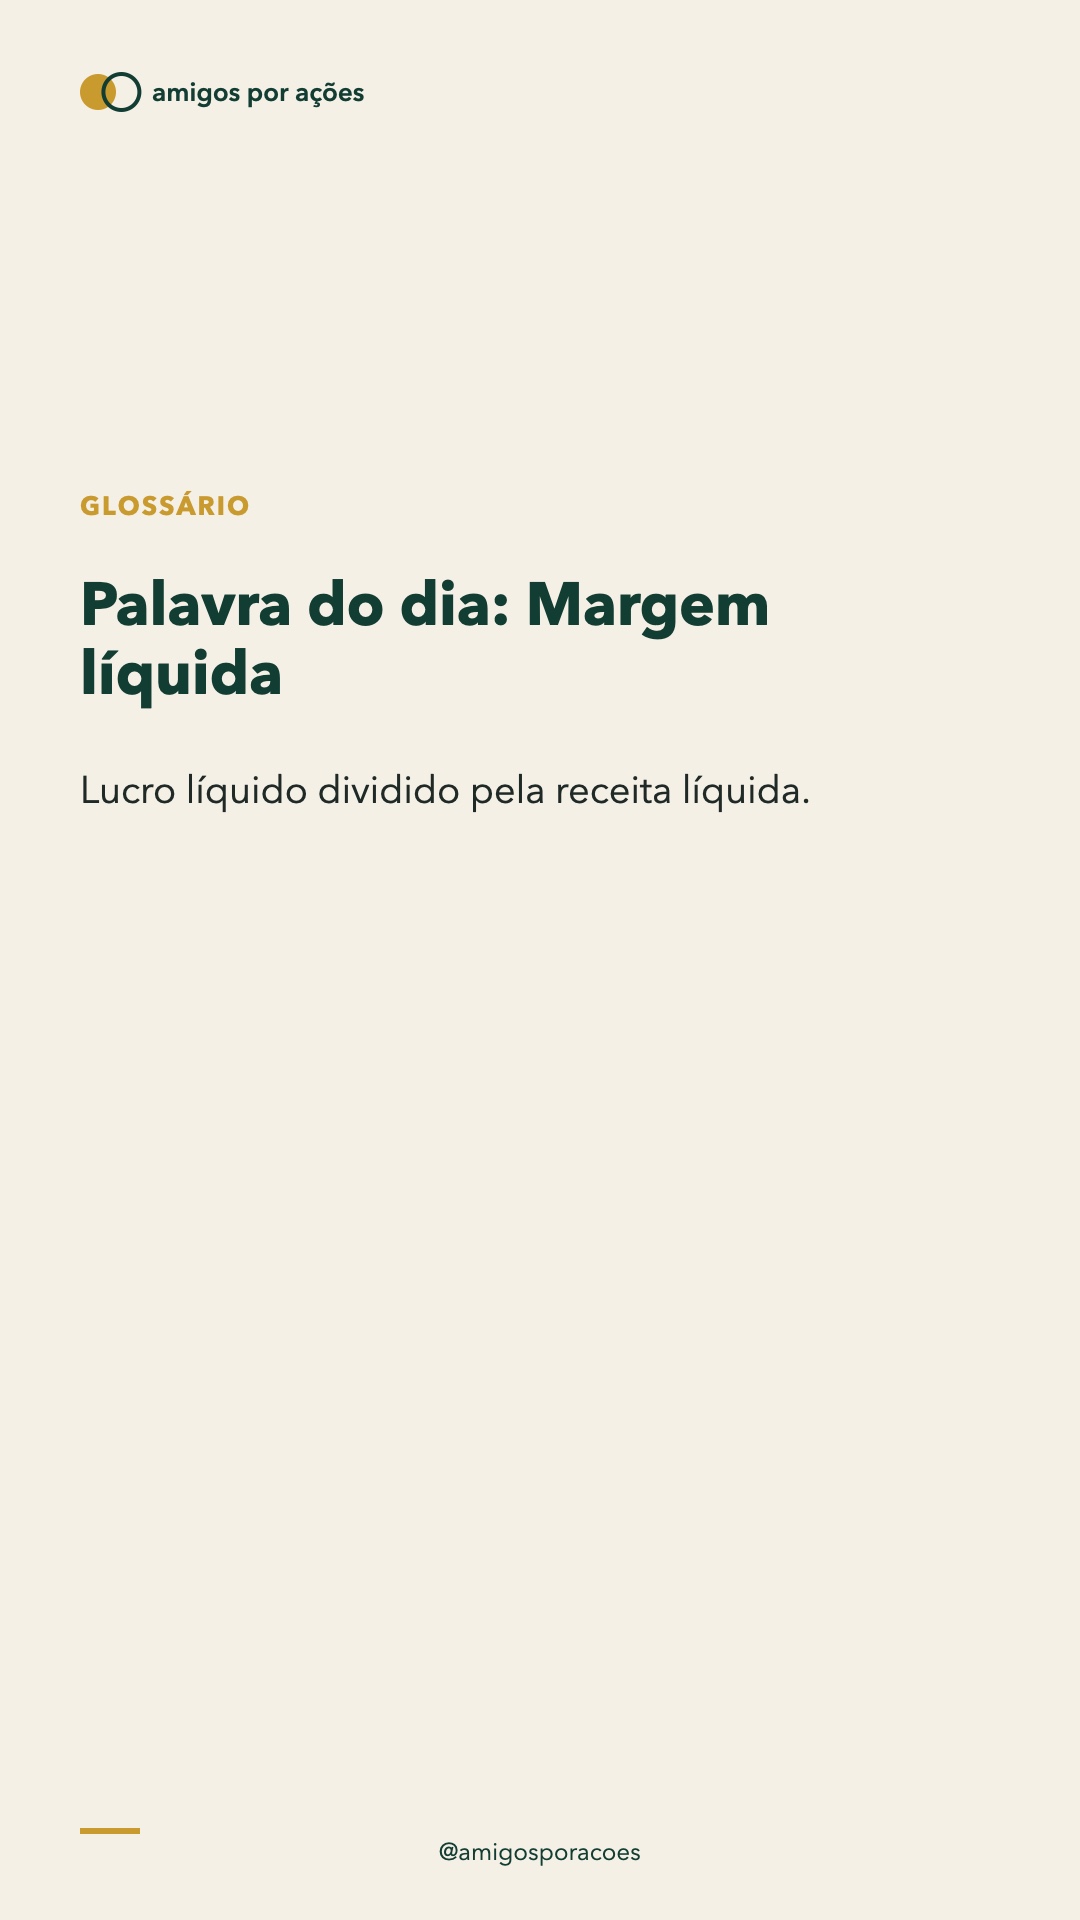 amigos por ações
GLOSSÁRIO
Palavra do dia: Margem
líquida
Lucro líquido dividido pela receita líquida.
@amigosporacoes